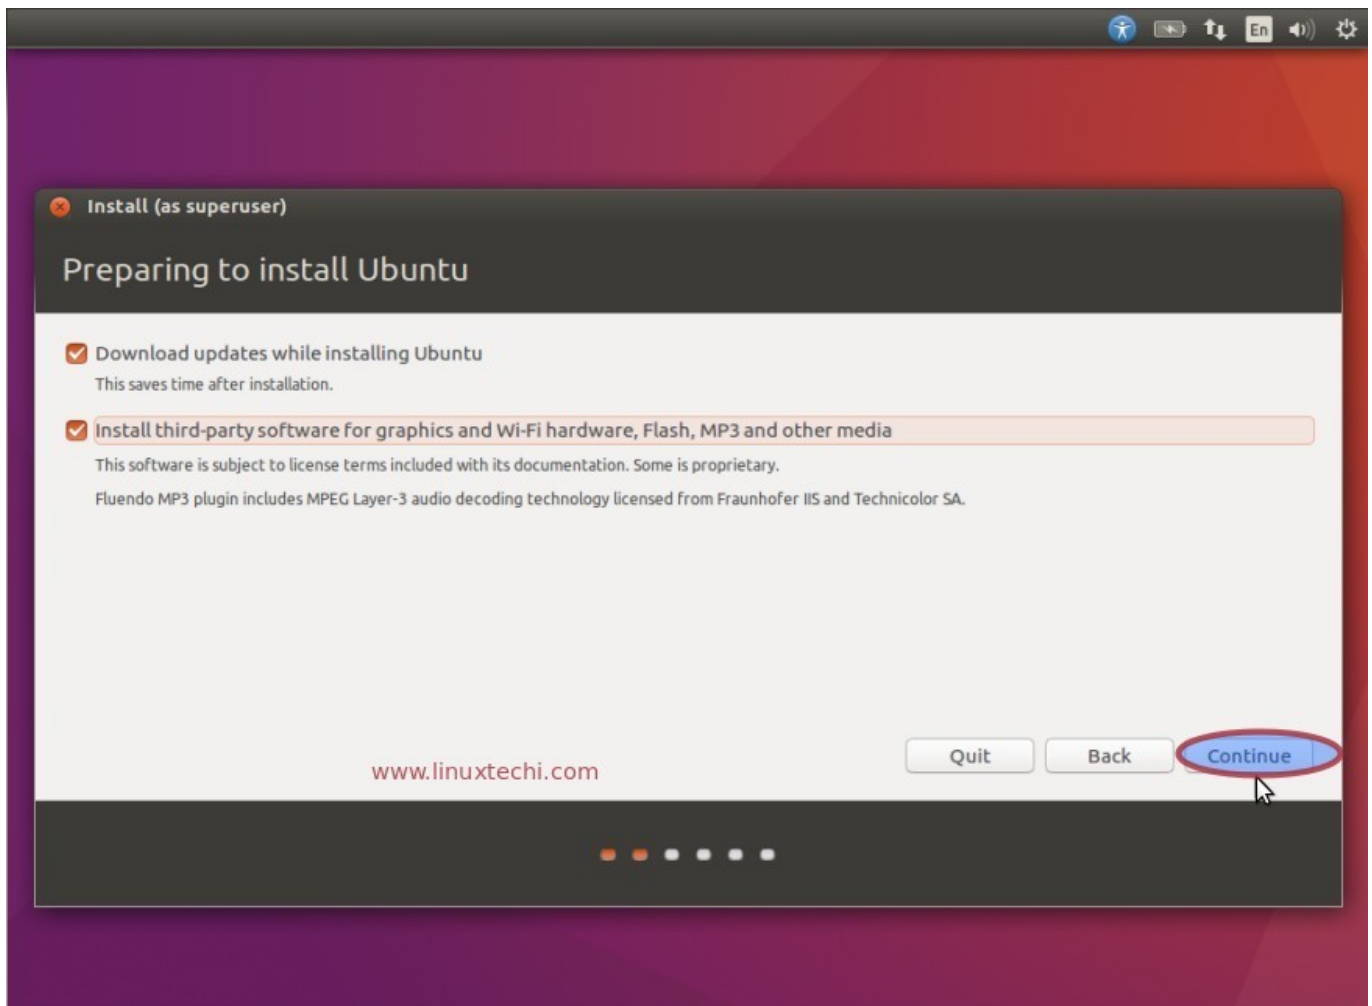 En
Install (as superuser)
Preparing to install Ubuntu
Download updates while installing Ubuntu
This saves time after installation.
Install third-party software for graphics and Wi-Fi hardware, Flash, MP3 and other media
This software is subject to license terms included with its documentation. Some is proprietary.
Fluendo MP3 plugin includes MPEG Layer-3 audio decoding technology licensed from Fraunhofer IIS and Technicolor SA.
Quit Back Continue
www.linuxtechi.com